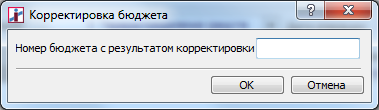 Корректировка бюджета
Номер бюджета с результатом корректировки
OK Отмена